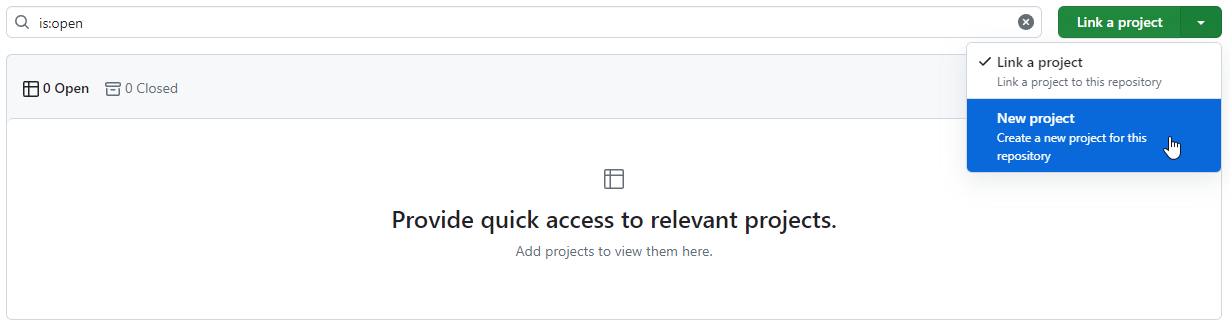 is:open
Link a project
Link a project
Link a project to this repository
0 Open
0 Closed
New project
Create a new project for this
repository
Provide quick access to relevant projects.
Add projects to view them here.